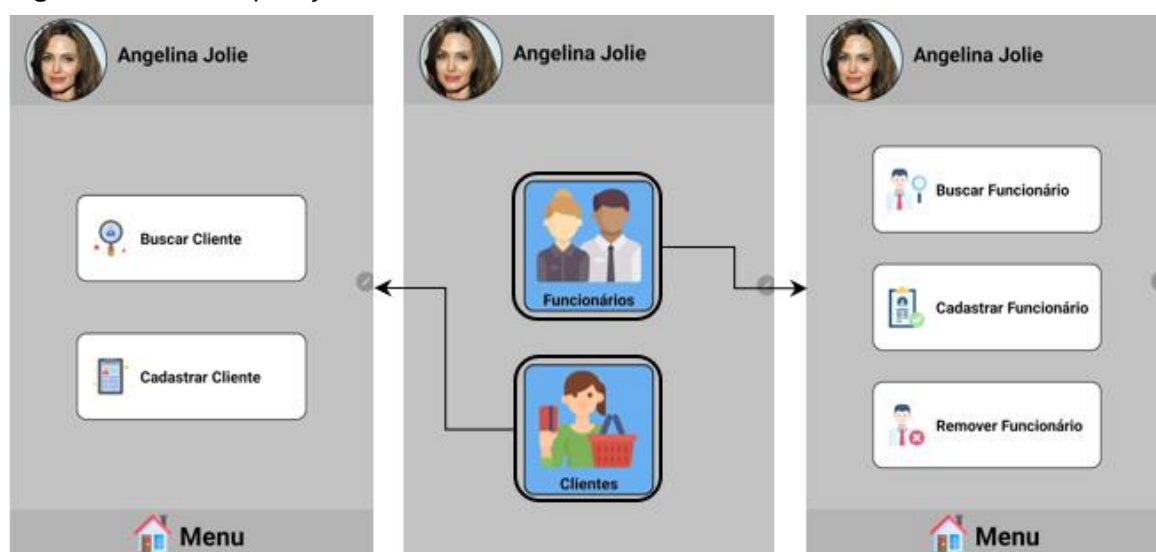 Angelina Jolie
Buscar Cliente
Cadastrar Cliente
Menu
Angelina Jolie
Funcionários
Clientes
Angelina Jolie
Buscar Funcionário
Cadastrar Funcionário
Remover Funcionário
Menu